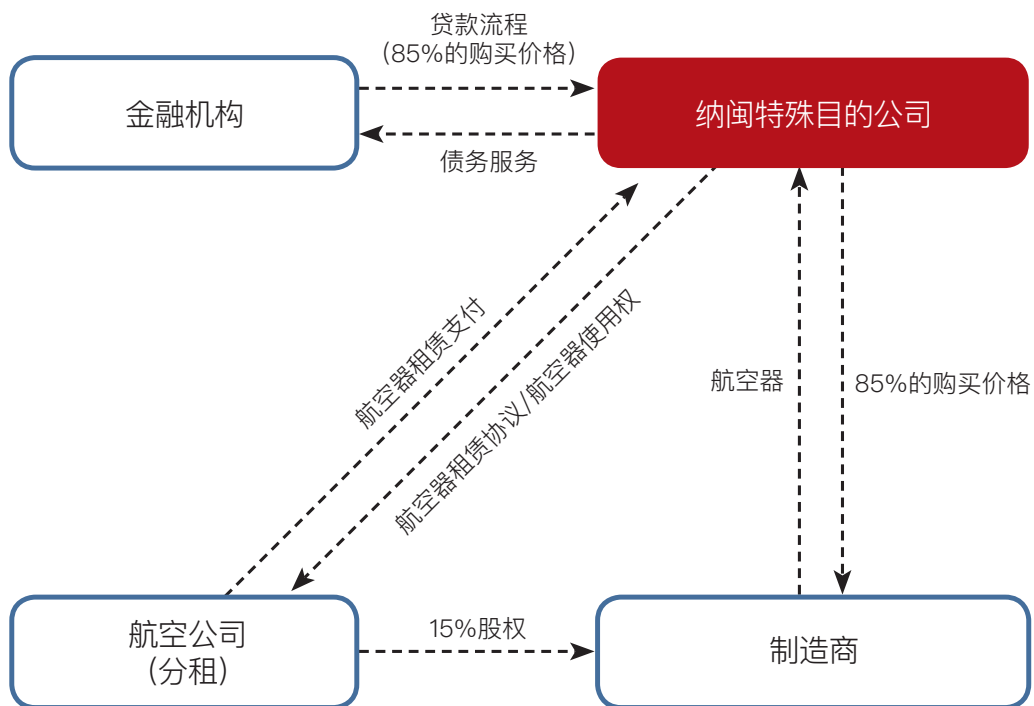 贷款流程
(85%的购买价格)
金融机构
纳闽特殊目的公司
债务服务
航空器租赁支付
航空器租赁协议/航空器使用权
航空器
85%的购买价格
航空公司
(分租)
15%股权
制造商